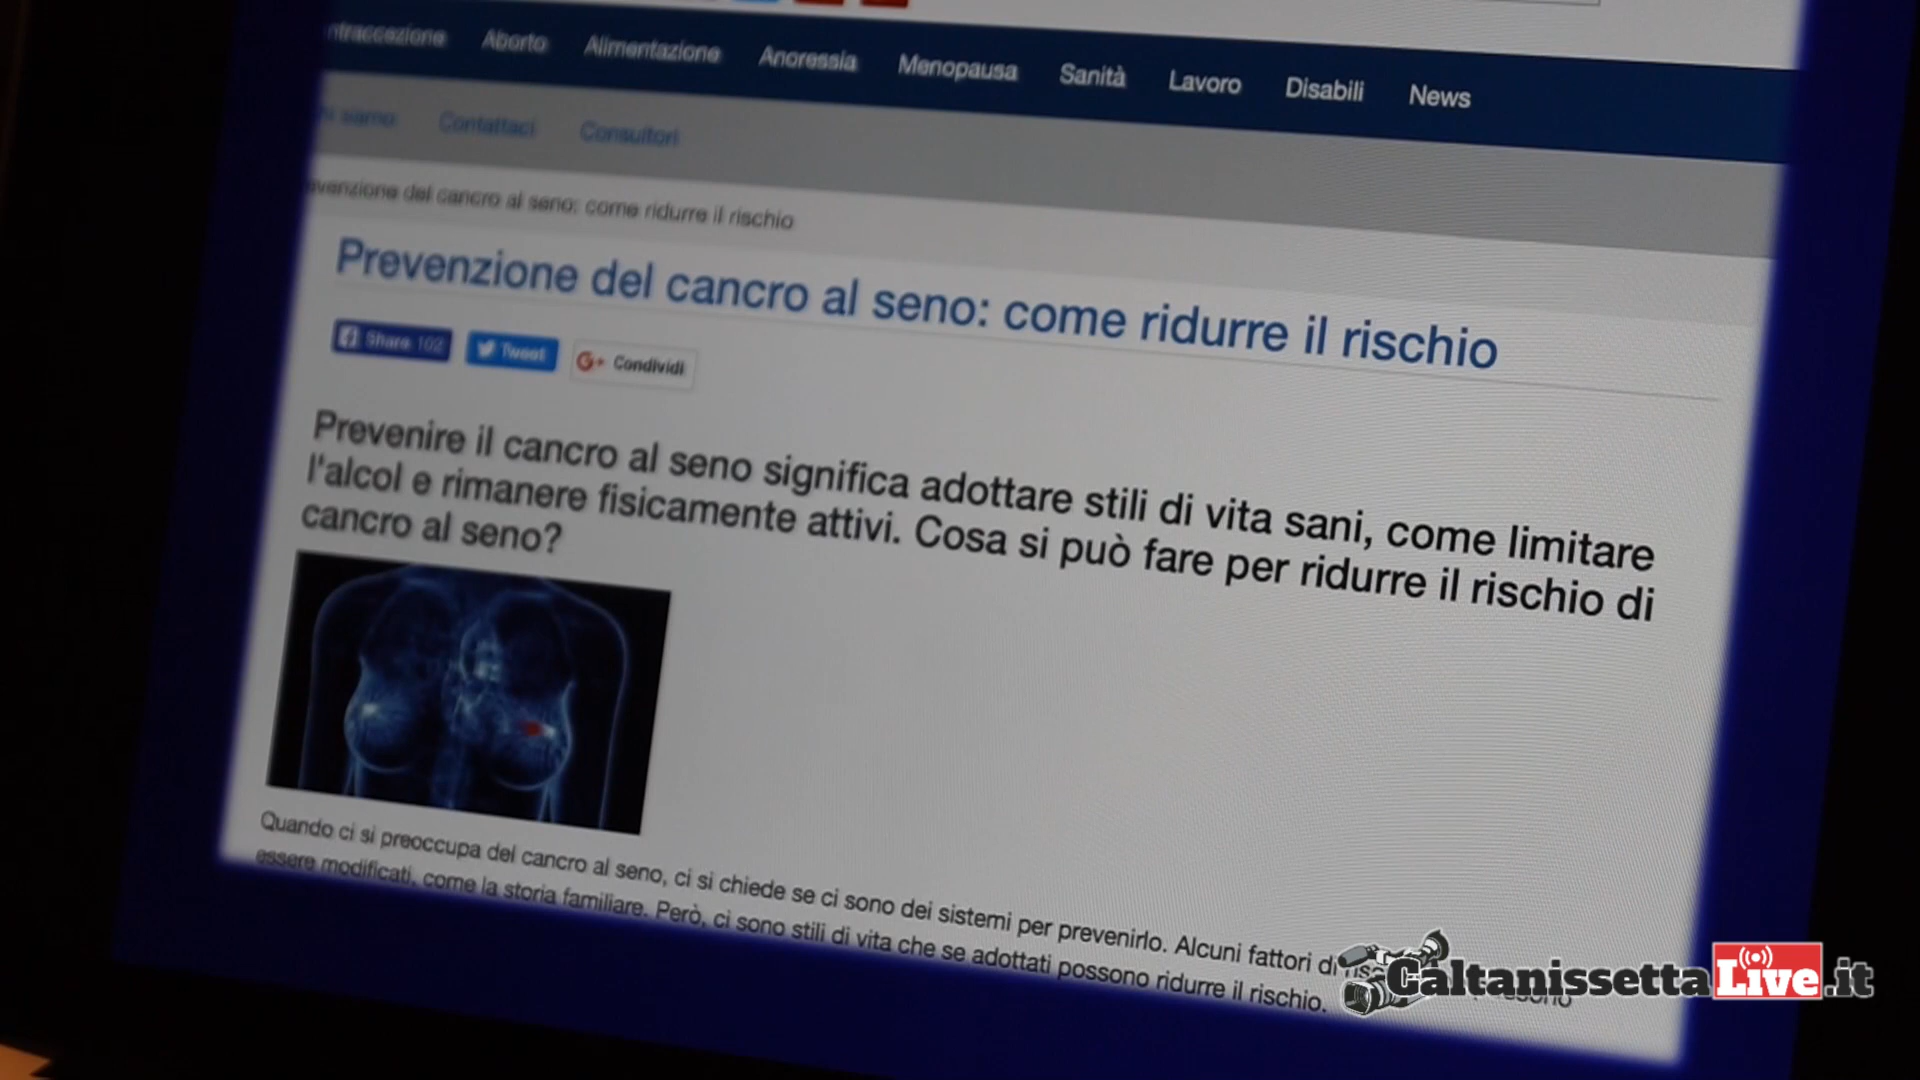 Aborto Alimentazione Anoressia Menopausa Sanità Lavoro Disabili News
Contattaci Consultori
del cancro al seno: come ridurre il rischio
Prevenzione del cancro al seno: come ridurre il rischio
Share 102 Tweet G+ Condividi
Prevenire il cancro al seno significa adottare stili di vita sani, come limitare
l'alcol e rimanere fisicamente attivi. Cosa si può fare per ridurre il rischio di
cancro al seno?
Quando ci si preoccupa del cancro al seno, ci si chiede se ci sono dei sistemi per prevenirlo. Alcuni fattori di
essere modificati, come la storia familiare. Però, ci sono stili di vita che se adottati possono ridurre il rischio.
CaltanissettaLive.it